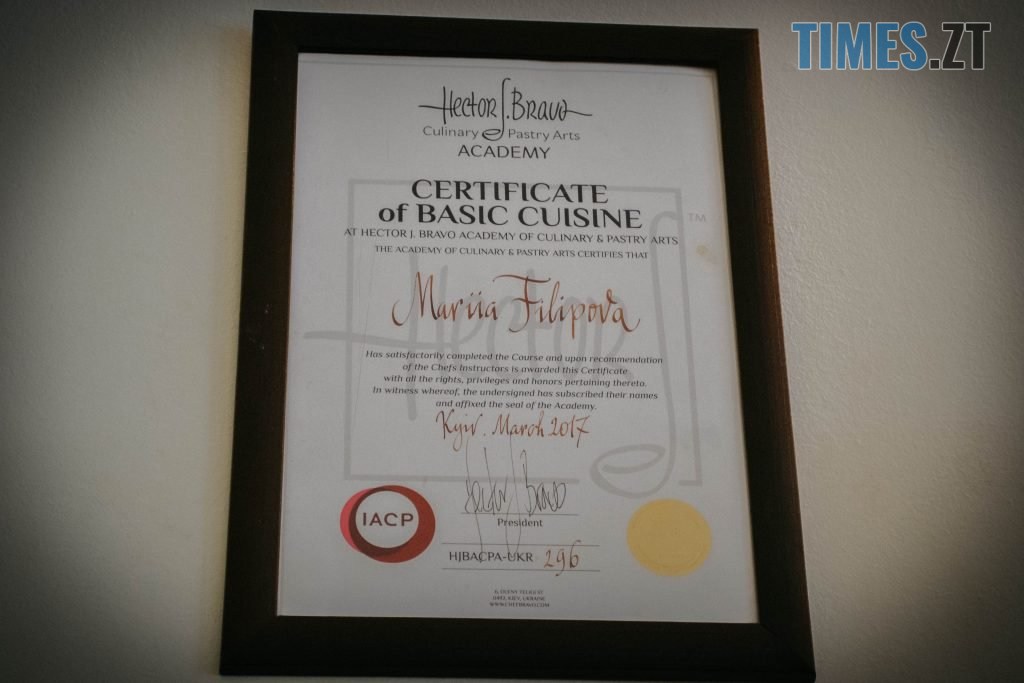 TIMES.ZT
Hector J. Bravo
Culinary Pastry Arts
ACADEMY
CERTIFICATE
of BASIC CUISINE
TM
AT HECTOR J. BRAVO ACADEMY OF CULINARY & PASTRY ARTS
THE ACADEMY OF CULINARY & PASTRY ARTS CERTIFIES THAT
Mariia Filipova
Has satisfactorily completed the Course and upon recommendation
of the Chefs Instructors is awarded this Certificate
with all the rights, privileges and honors pertaining thereto.
In witness whereof, the undersigned has subscribed their names
and affixed the seal of the Academy.
Kyiv. March 2017
Hector J Bravo
President
IACP
HJBACPA-UKR 296